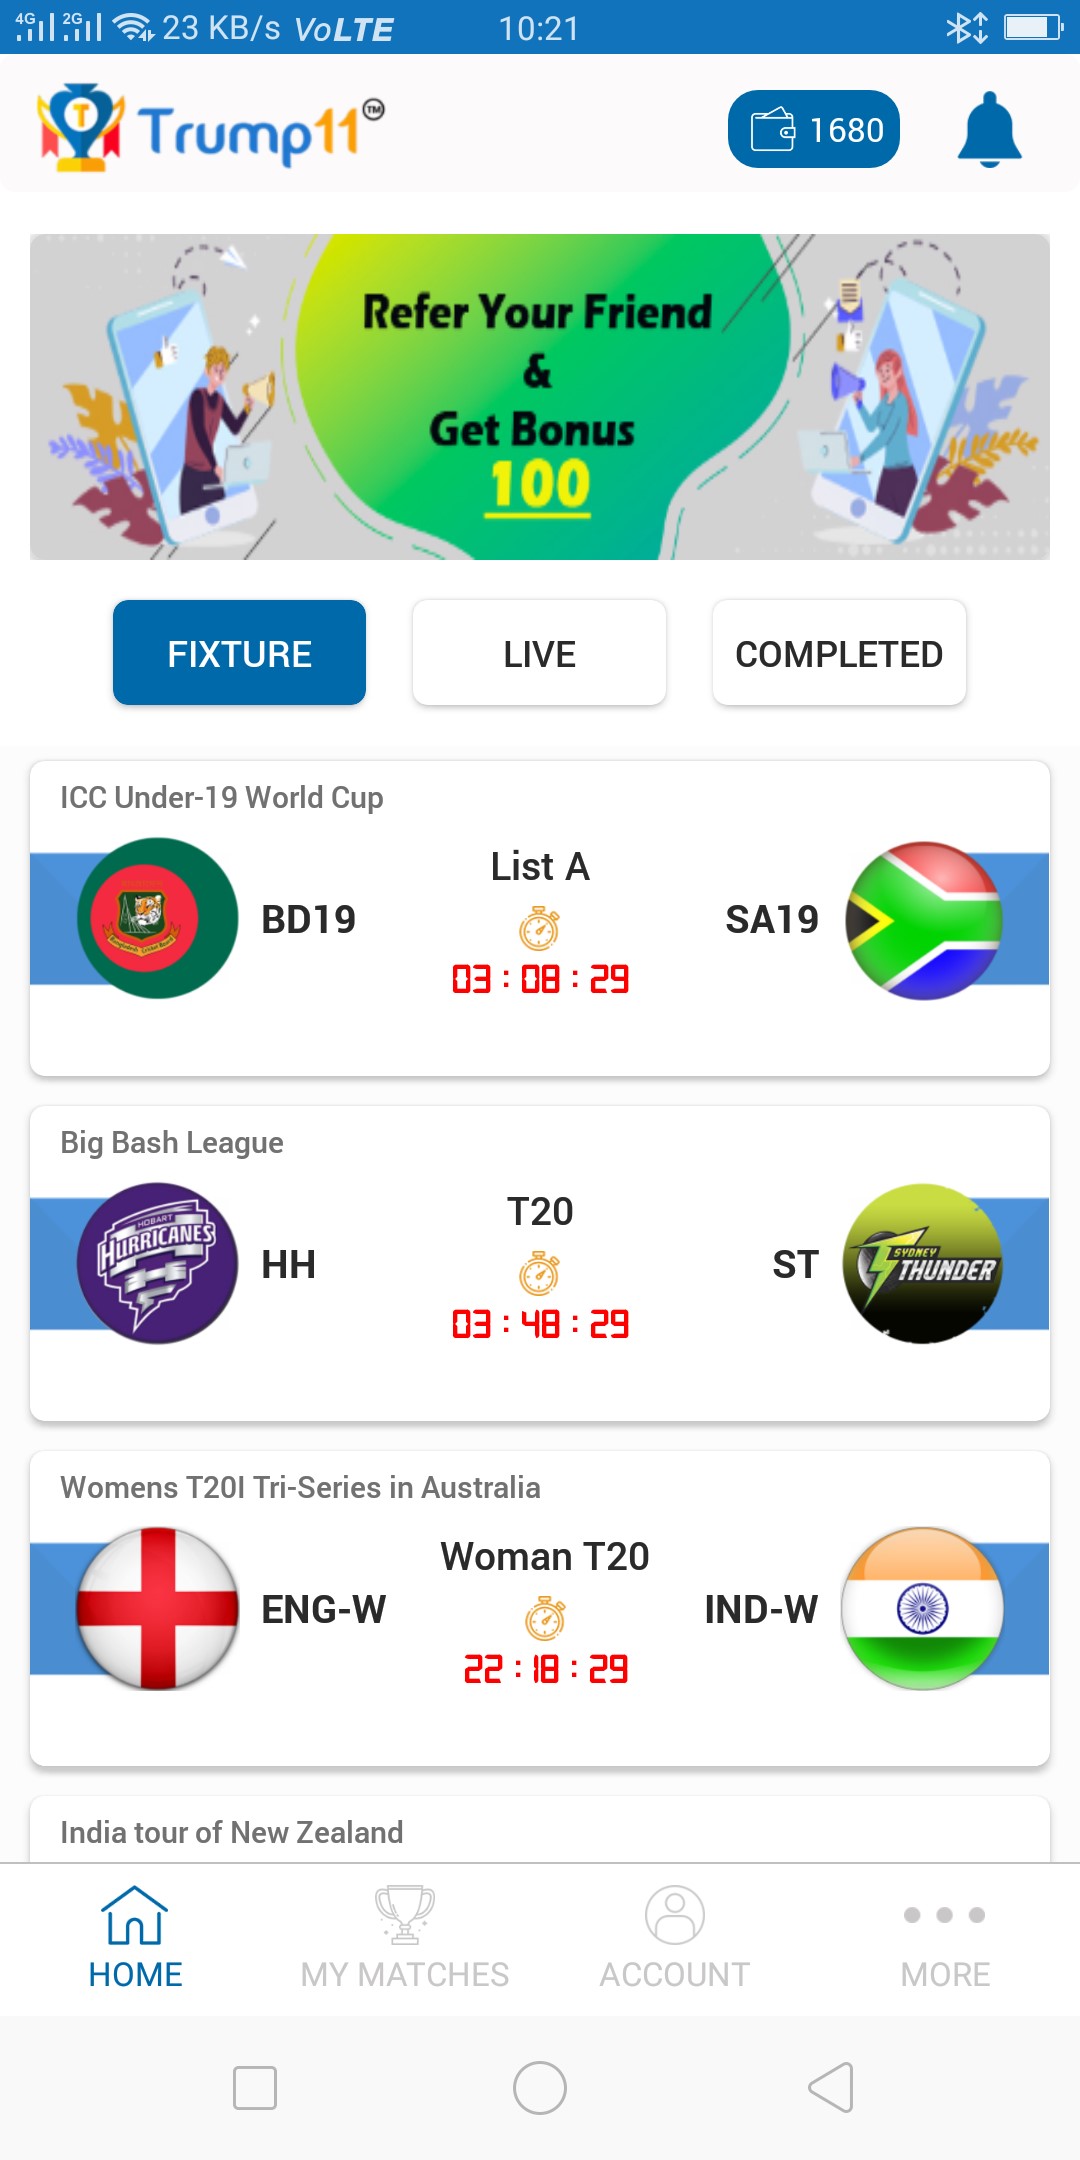 4G 2G 23 KB/s VoLTE 10:21
T Trump11 TM 1680
Refer Your Friend
&
Get Bonus
100
FIXTURE LIVE COMPLETED
ICC Under-19 World Cup
List A
BD19 SA19
03 : 08 : 29
Big Bash League
T20
HOBART
HURRICANES
HH ST
SYDNEY
THUNDER
03 : 48 : 29
Womens T20I Tri-Series in Australia
Woman T20
ENG-W IND-W
22 : 18 : 29
India tour of New Zealand
HOME MY MATCHES ACCOUNT MORE